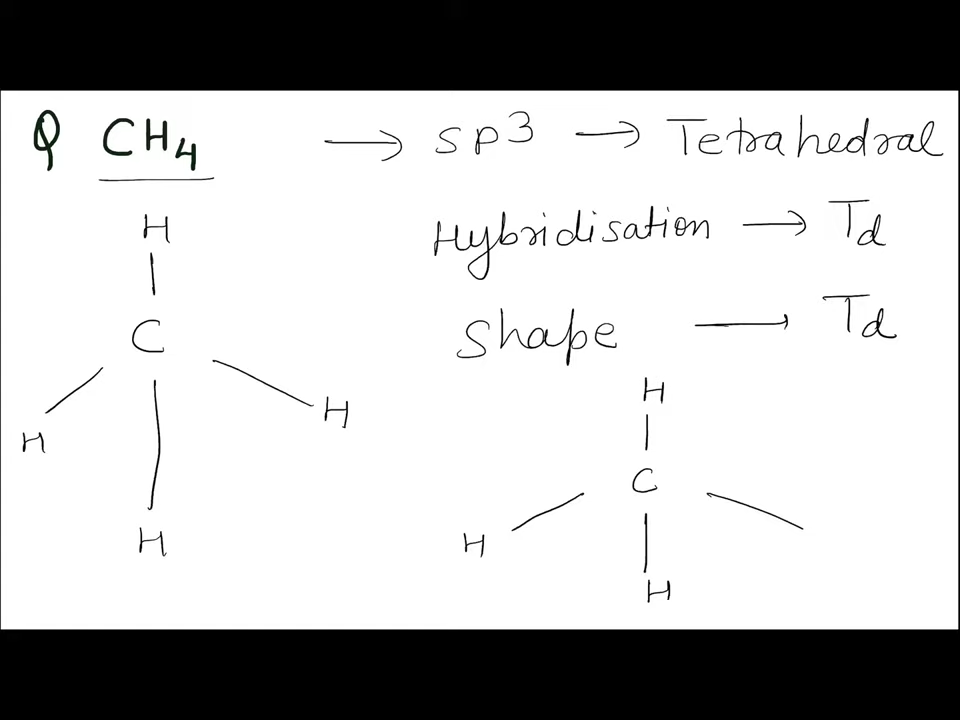 Q CH4 → SP3 → Tetrahedral
Hybridisation → Td
Shape → Td
H
C
H H
H
H
C
H
H